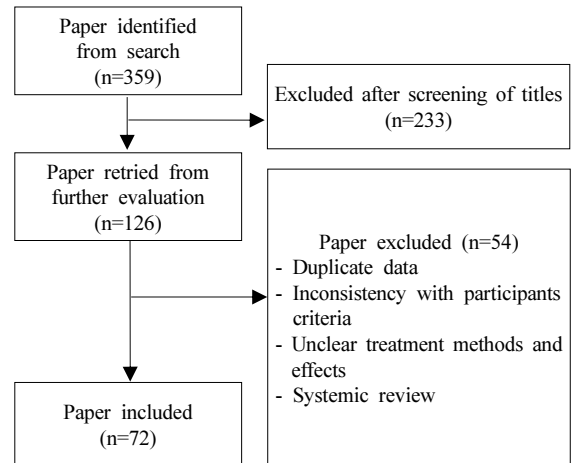 Paper identified
from search
(n=359)
Excluded after screening of titles
(n=233)
Paper retried from
further evaluation
(n=126)
Paper excluded (n=54)
- Duplicate data
- Inconsistency with participants
criteria
- Unclear treatment methods and
effects
- Systemic review
Paper included
(n=72)